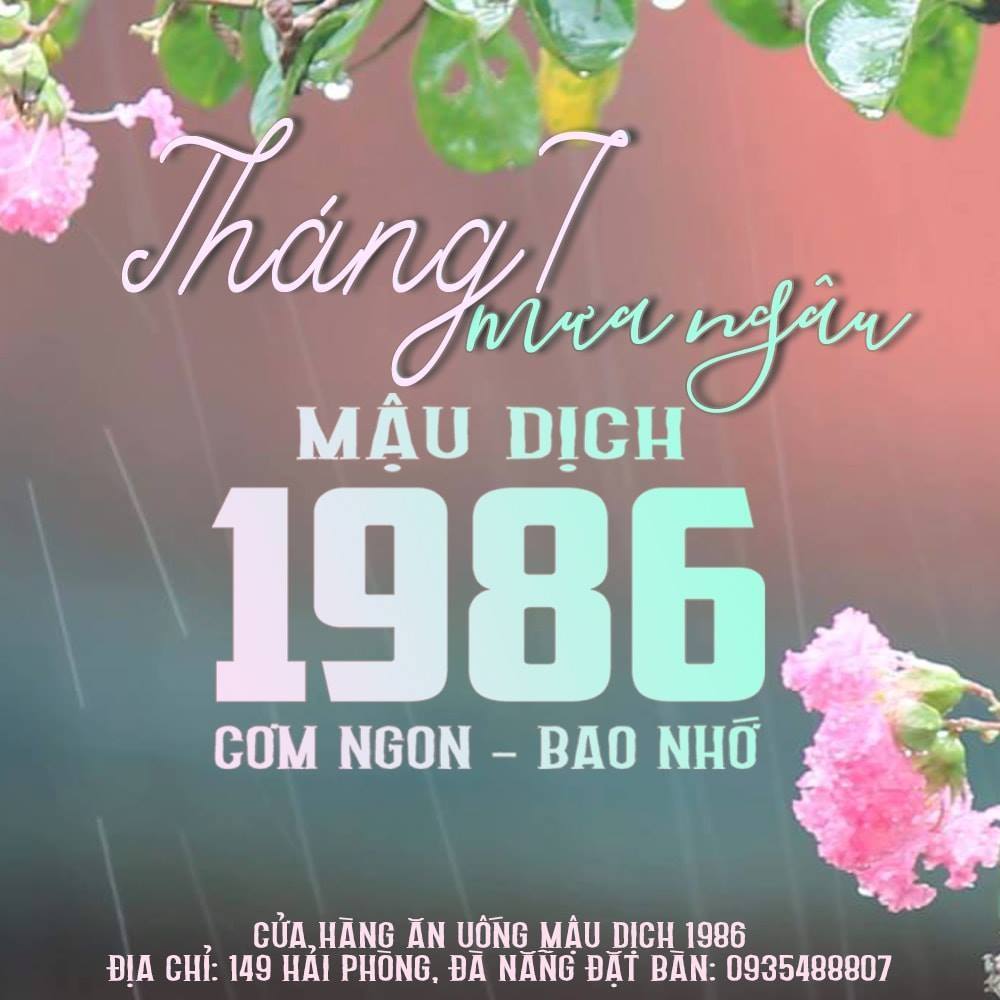 Tháng 7
mưa ngâu
MẬU DỊCH
1986
CƠM NGON – BAO NHỚ
CỬA HÀNG ĂN UỐNG MẬU DỊCH 1986
ĐỊA CHỈ: 149 HẢI PHÒNG, ĐÀ NẴNG ĐẶT BÀN: 0935488807